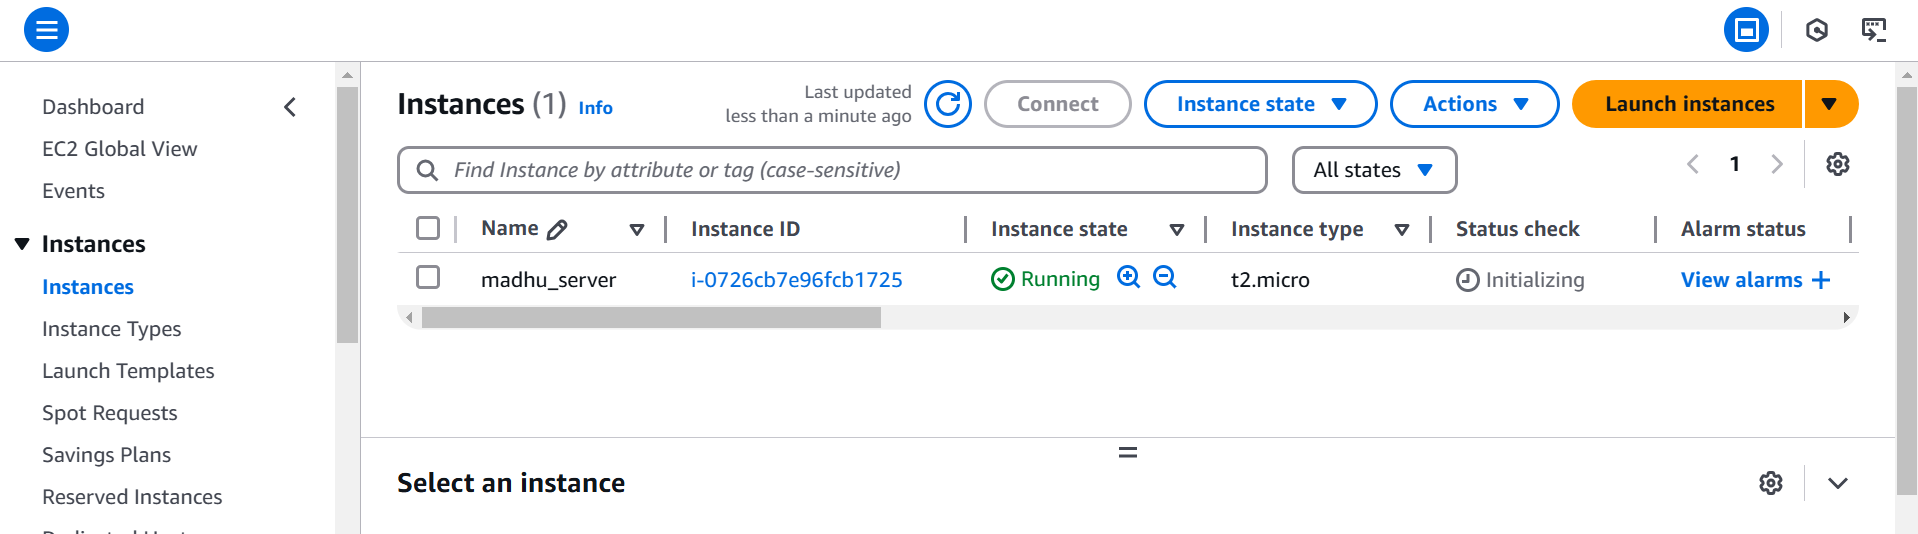 Dashboard
EC2 Global View
Events
Instances
Instances
Instance Types
Launch Templates
Spot Requests
Savings Plans
Reserved Instances
Instances (1) Info
Last updated
less than a minute ago
Connect
Instance state
Actions
Launch instances
Find Instance by attribute or tag (case-sensitive)
All states
1
Name Instance ID Instance state Instance type Status check Alarm status
madhu_server i-0726cb7e96fcb1725 Running t2.micro Initializing View alarms +
Select an instance